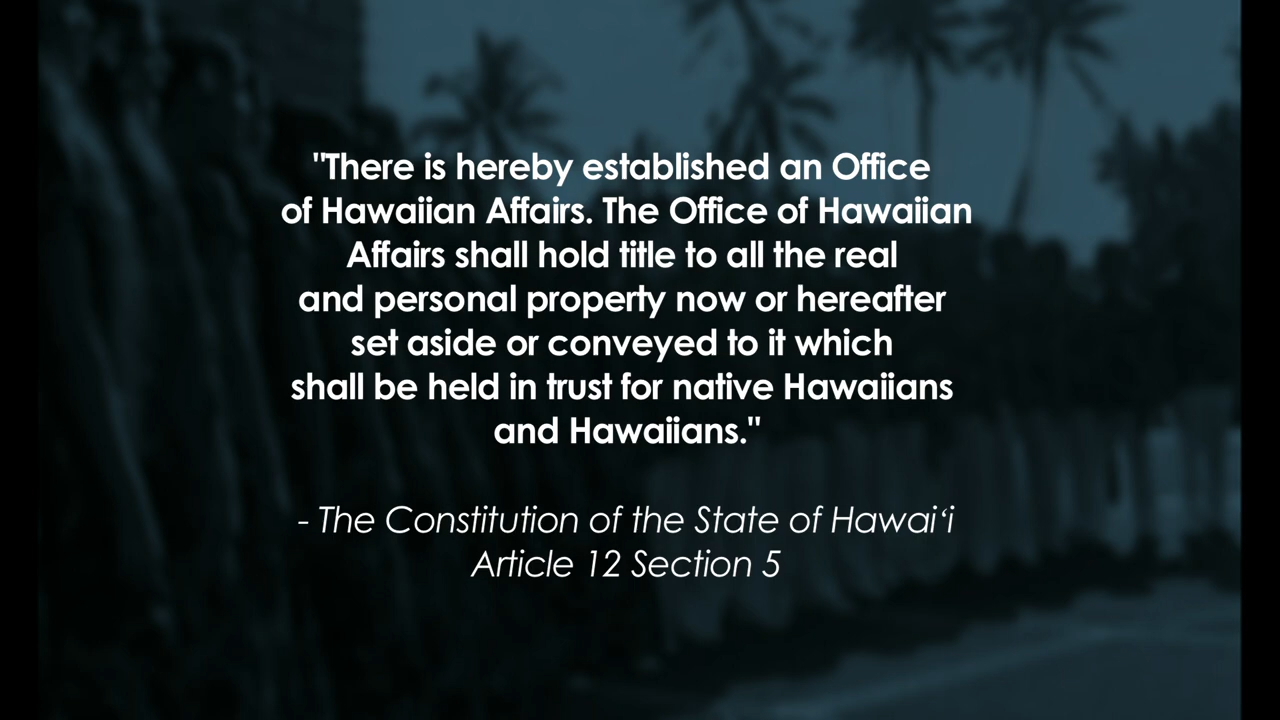 "There is hereby established an Office
of Hawaiian Affairs. The Office of Hawaiian
Affairs shall hold title to all the real
and personal property now or hereafter
set aside or conveyed to it which
shall be held in trust for native Hawaiians
and Hawaiians."
- The Constitution of the State of Hawaiʻi
Article 12 Section 5